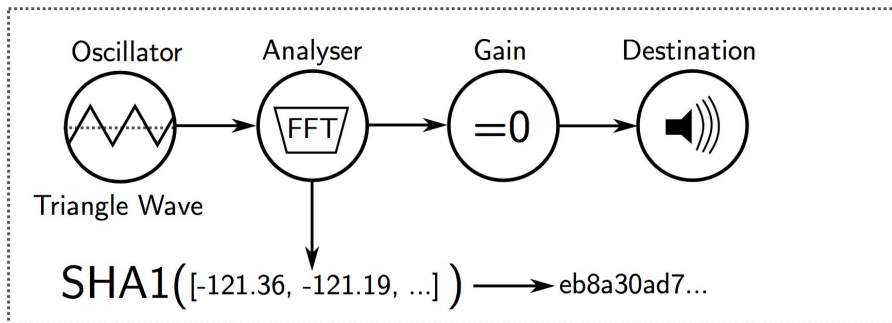 Oscillator Analyser Gain Destination
FFT =0
Triangle Wave
SHA1([-121.36, -121.19, ...]) eb8a30ad7...